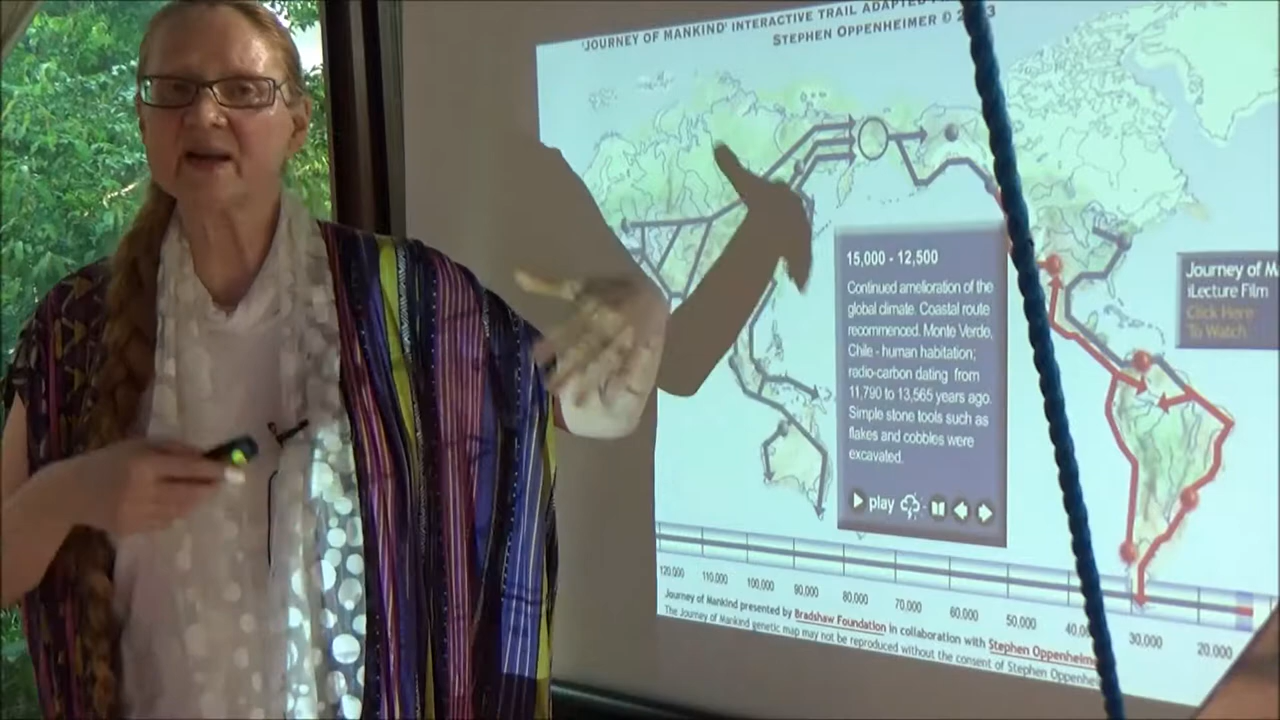 'JOURNEY OF MANKIND' INTERACTIVE TRAIL ADAPTED
STEPHEN OPPENHEIMER © 2 3
15,000 - 12,500
Continued amelioration of the
global climate. Coastal route
recommenced. Monte Verde,
Chile - human habitation;
radio-carbon dating from
11,790 to 13,565 years ago.
Simple stone tools such as
flakes and cobbles were
excavated.
play
Journey of M
iLecture Film
Click Here
To Watch
120,000 110,000 100,000 90,000 80,000 70,000 60,000 50,000 40,00 30,000 20,000
Journey of Mankind presented by Bradshaw Foundation in collaboration with Stephen Oppenheime
The Journey of Mankind genetic map may not be reproduced without the consent of Stephen Oppenhe